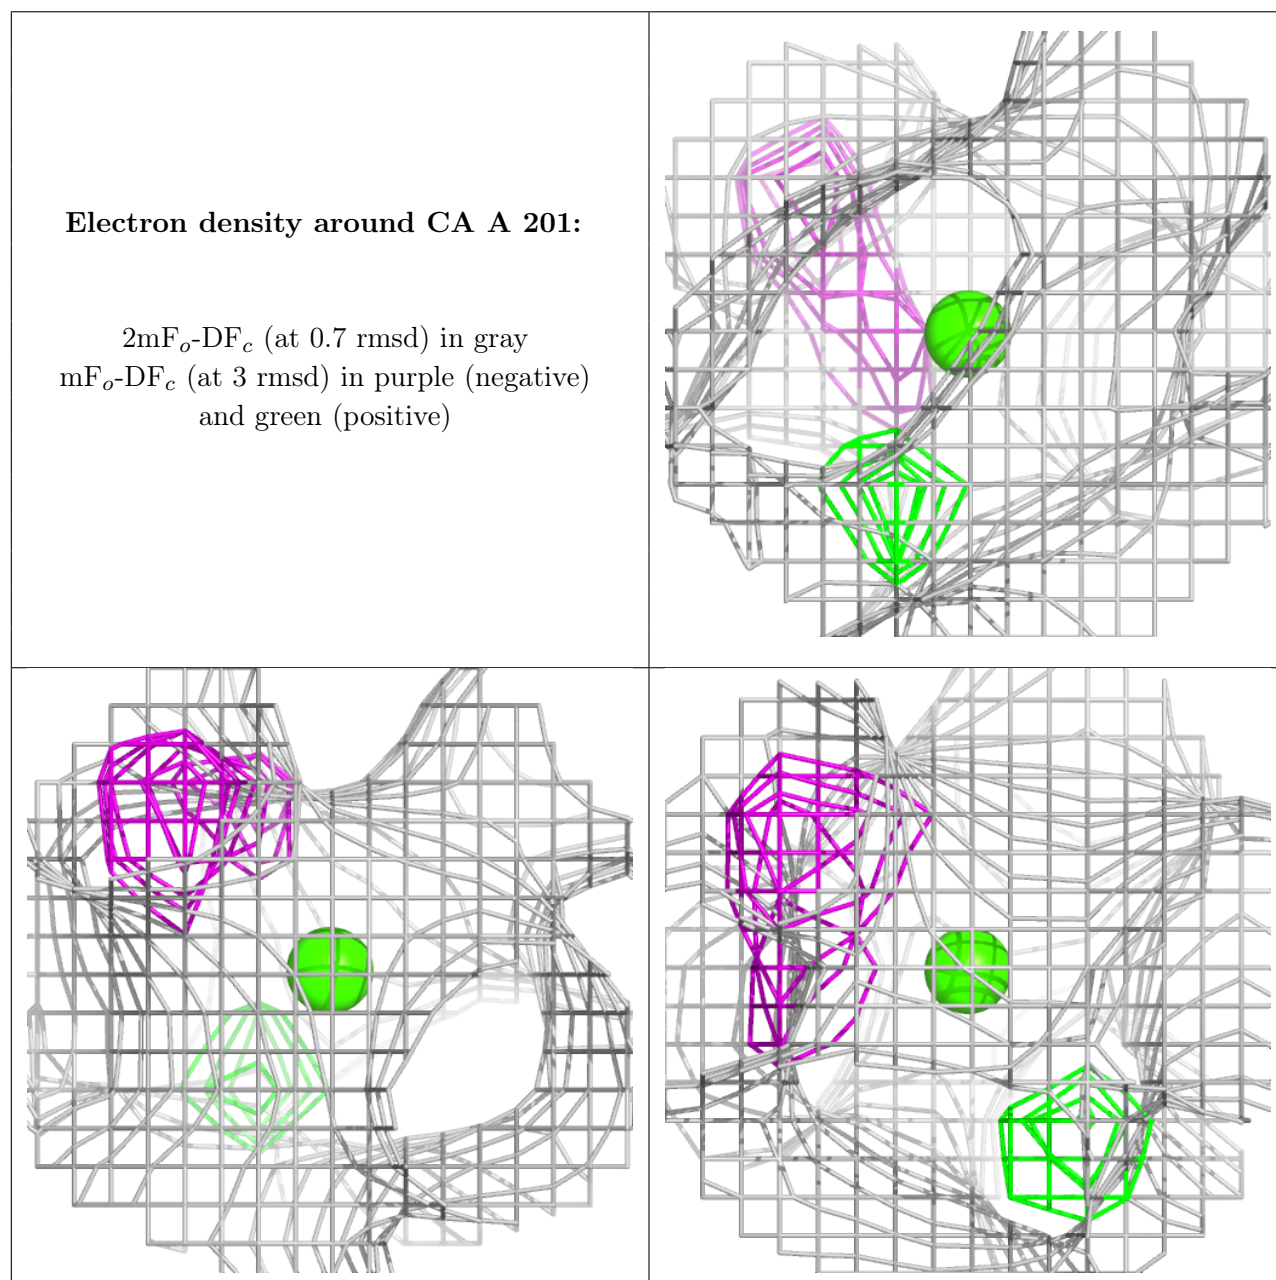 Electron density around CA A 201:
2mFo-DFc (at 0.7 rmsd) in gray
mFo-DFc (at 3 rmsd) in purple (negative)
and green (positive)